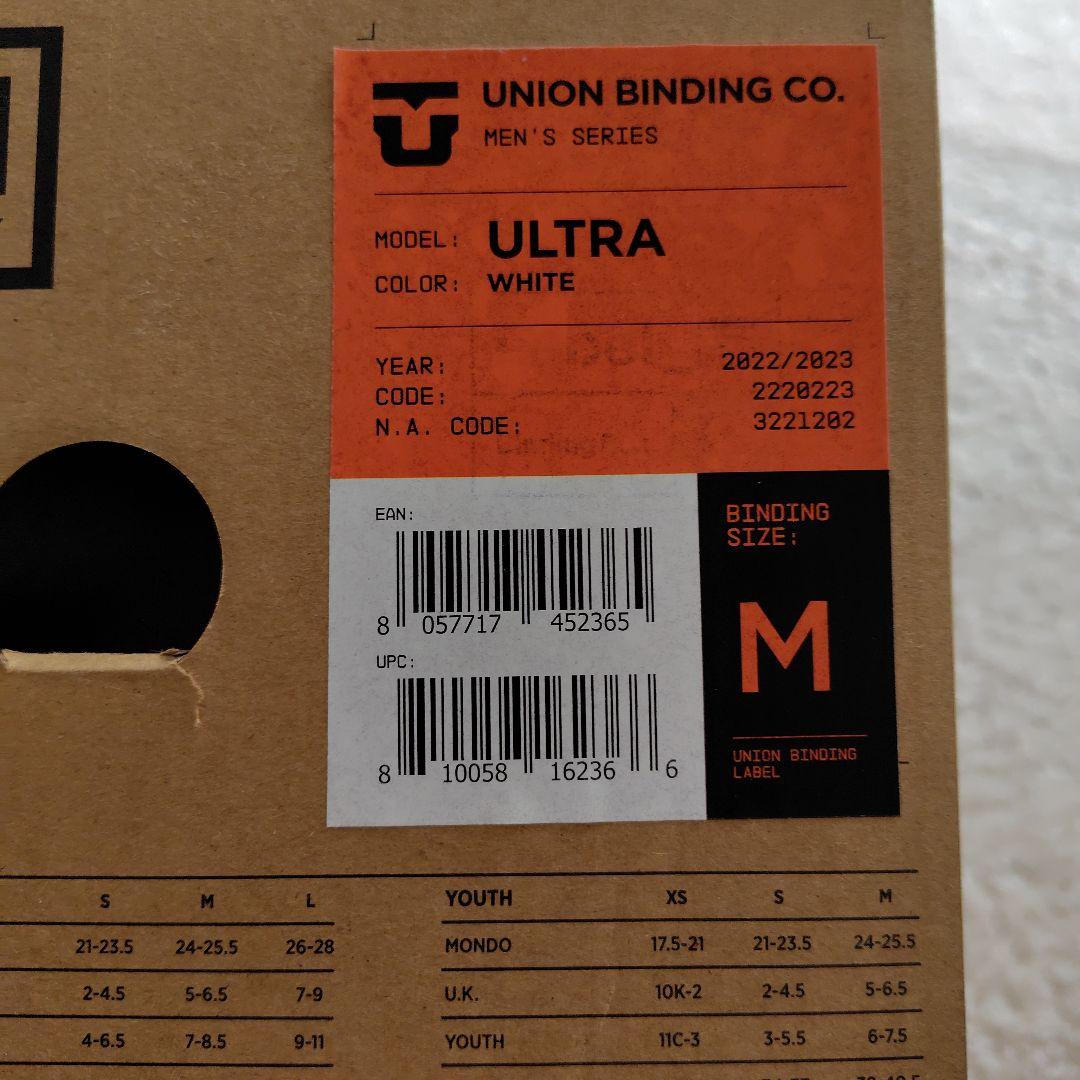 UNION BINDING CO.
MEN'S SERIES
MODEL: ULTRA
COLOR: WHITE
YEAR: 2022/2023
CODE: 2220223
N.A. CODE: 3221202
EAN:
8 057717 452365
UPC:
8 10058 16236 6
BINDING
SIZE:
M
UNION BINDING
LABEL
S M L
21-23.5 24-25.5 26-28
2-4.5 5-6.5 7-9
4-6.5 7-8.5 9-11
YOUTH XS S M
MONDO 17.5-21 21-23.5 24-25.5
U.K. 10K-2 2-4.5 5-6.5
YOUTH 11C-3 3-5.5 6-7.5